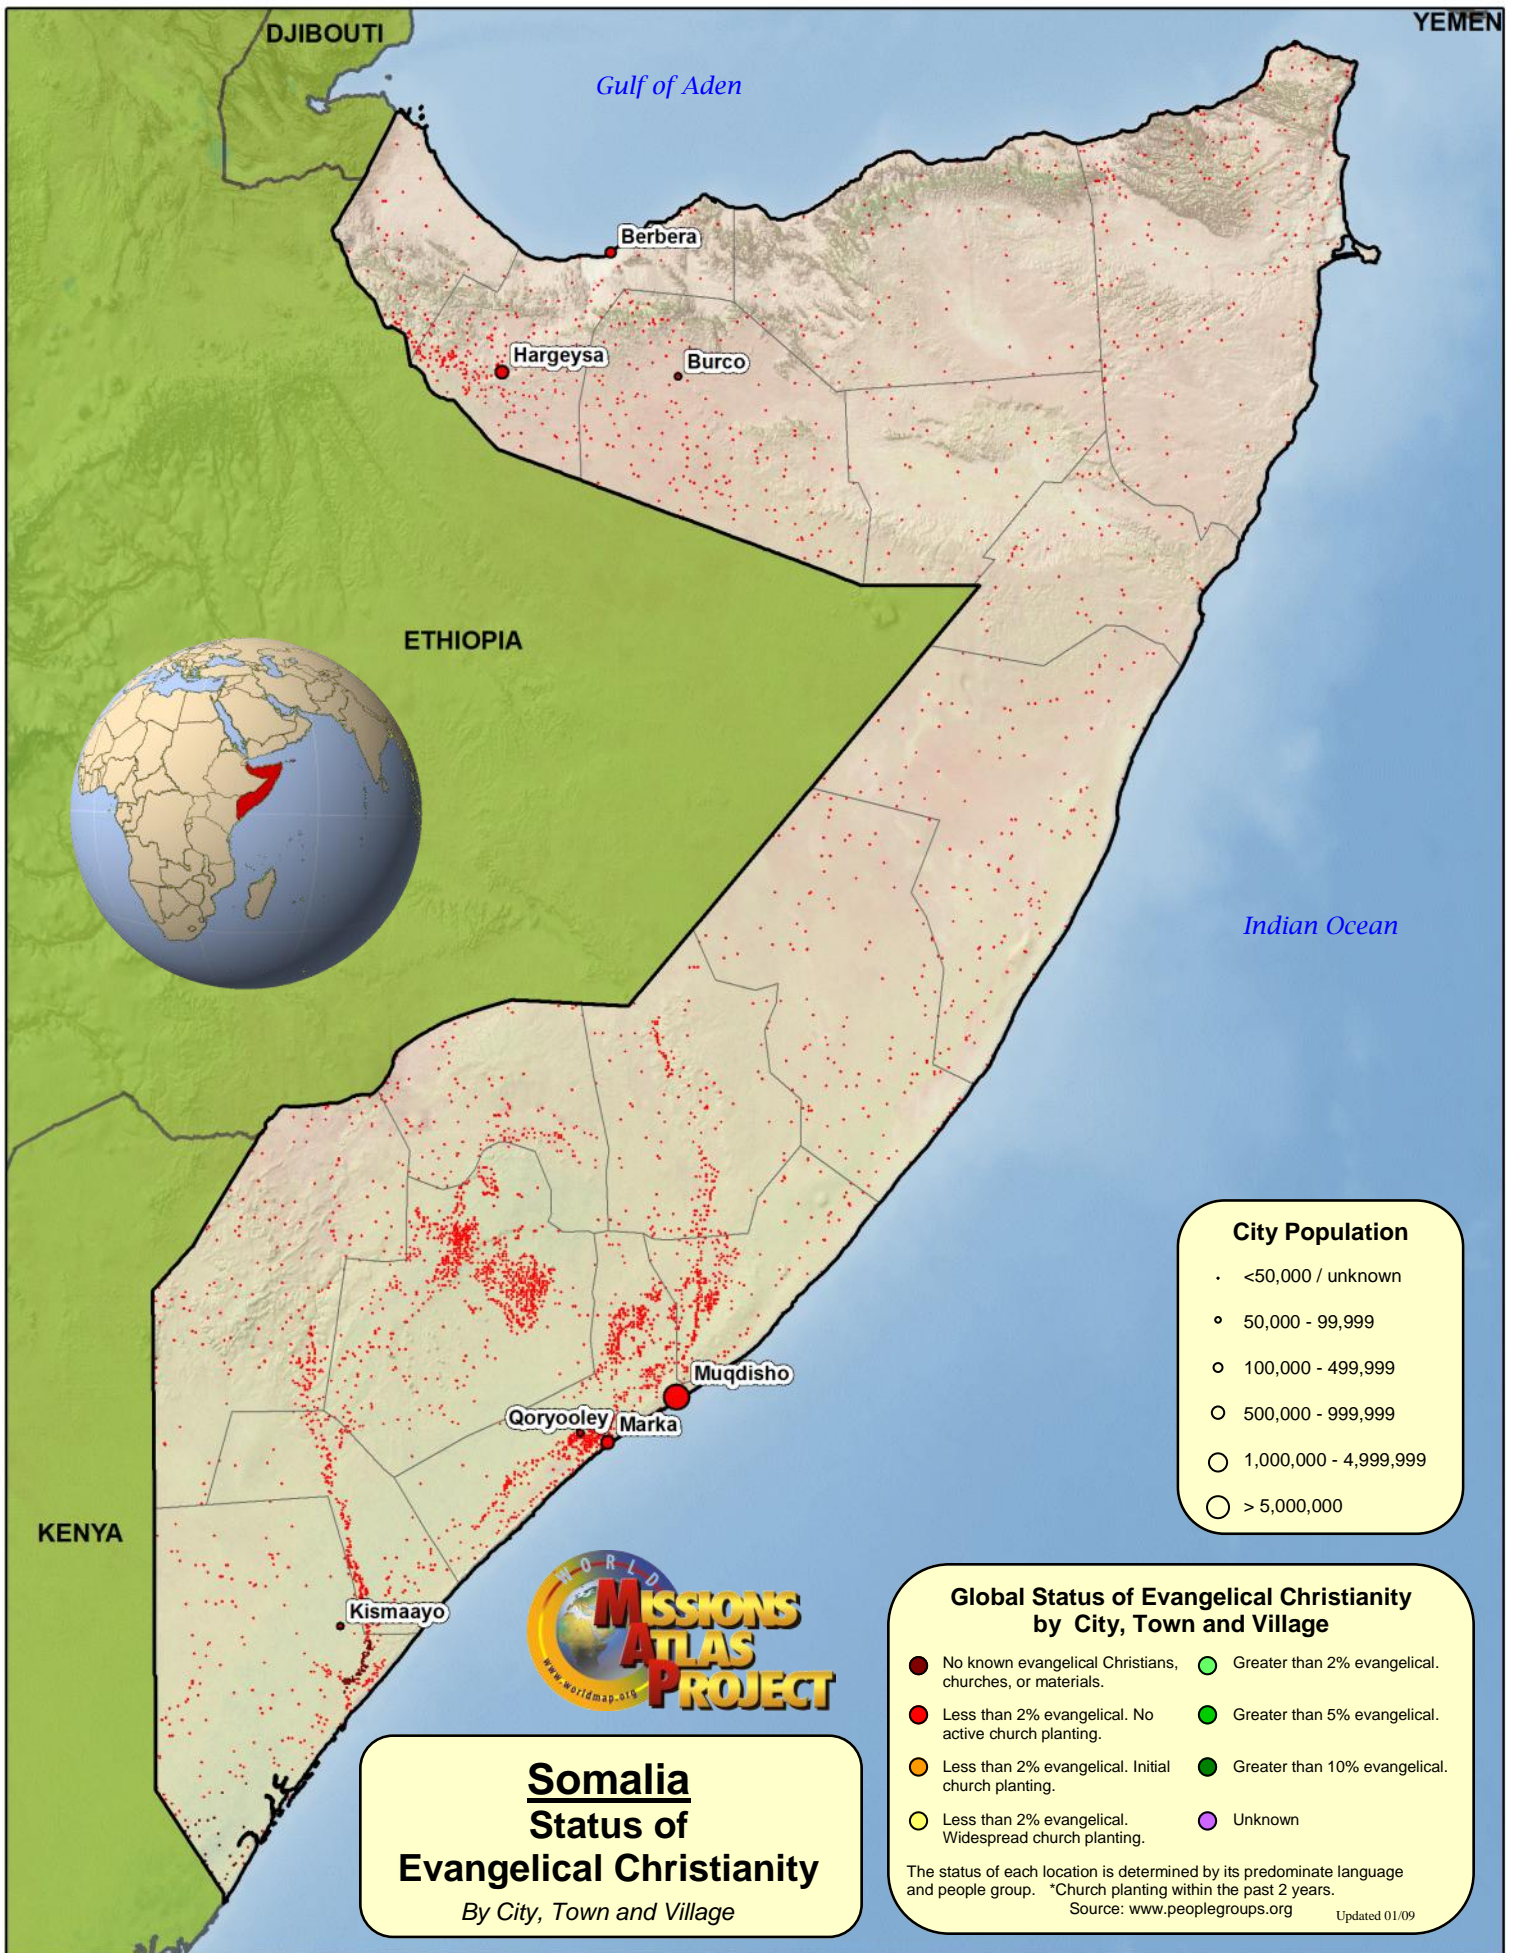 DJIBOUTI
YEMEN
Gulf of Aden
Berbera
Hargeysa
Burco
ETHIOPIA
Indian Ocean
Muqdisho
Qoryooley
Marka
KENYA
Kismaayo
City Population
<50,000 / unknown
50,000 - 99,999
100,000 - 499,999
500,000 - 999,999
1,000,000 - 4,999,999
> 5,000,000
WORLD
MISSIONS
ATLAS
PROJECT
www.worldmap.org
Somalia
Status of
Evangelical Christianity
By City, Town and Village
Global Status of Evangelical Christianity
by City, Town and Village
No known evangelical Christians,
churches, or materials.
Less than 2% evangelical. No
active church planting.
Less than 2% evangelical. Initial
church planting.
Less than 2% evangelical.
Widespread church planting.
Greater than 2% evangelical.
Greater than 5% evangelical.
Greater than 10% evangelical.
Unknown
The status of each location is determined by its predominate language
and people group. *Church planting within the past 2 years.
Source: www.peoplegroups.org
Updated 01/09